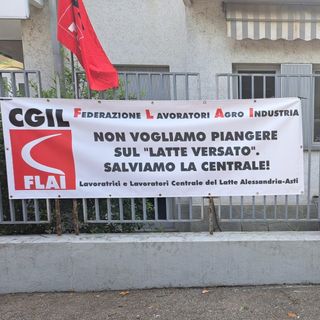 CGIL Federazione Lavoratori Agro Industria
FLAI
NON VOGLIAMO PIANGERE
SUL "LATTE VERSATO".
SALVIAMO LA CENTRALE!
Lavoratrici e Lavoratori Centrale del Latte Alessandria-Asti